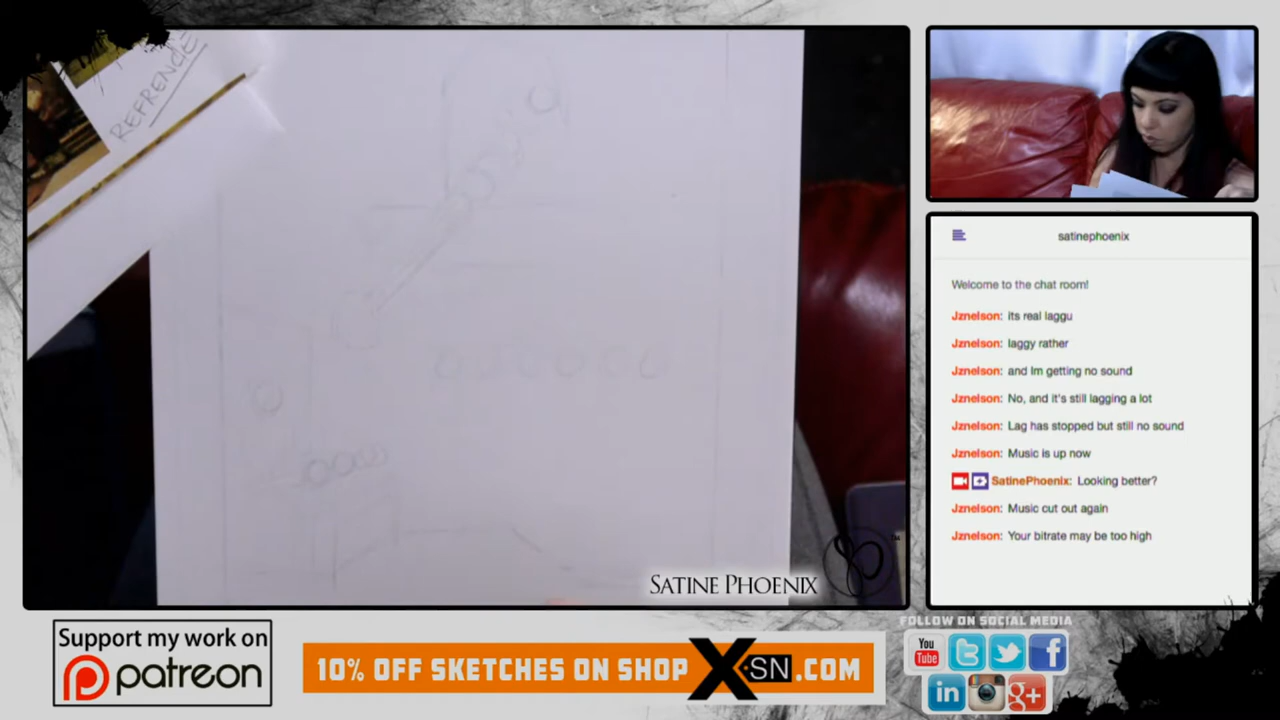 REFRENCE
satinephoenix
Welcome to the chat room!
Jznelson: its real laggu
Jznelson: laggy rather
Jznelson: and Im getting no sound
Jznelson: No, and it's still lagging a lot
Jznelson: Lag has stopped but still no sound
Jznelson: Music is up now
SatinePhoenix: Looking better?
Jznelson: Music cut out again
Jznelson: Your bitrate may be too high
SATINE PHOENIX
Support my work on
patreon
10% OFF SKETCHES ON SHOP X-SN.COM
FOLLOW ON SOCIAL MEDIA
You
Tube
in
g+